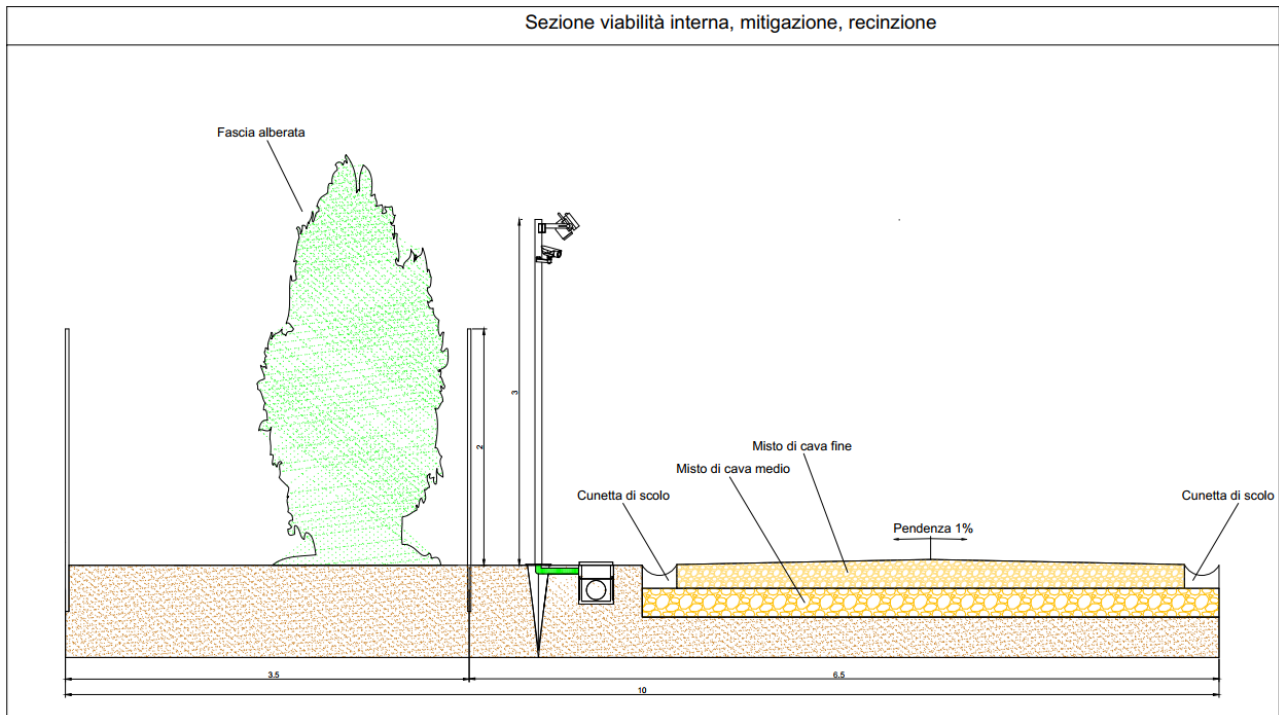 Sezione viabilità interna, mitigazione, recinzione
Fascia alberata
3
2
Misto di cava fine
Misto di cava medio
Cunetta di scolo
Cunetta di scolo
Pendenza 1%
3.5
6.5
10